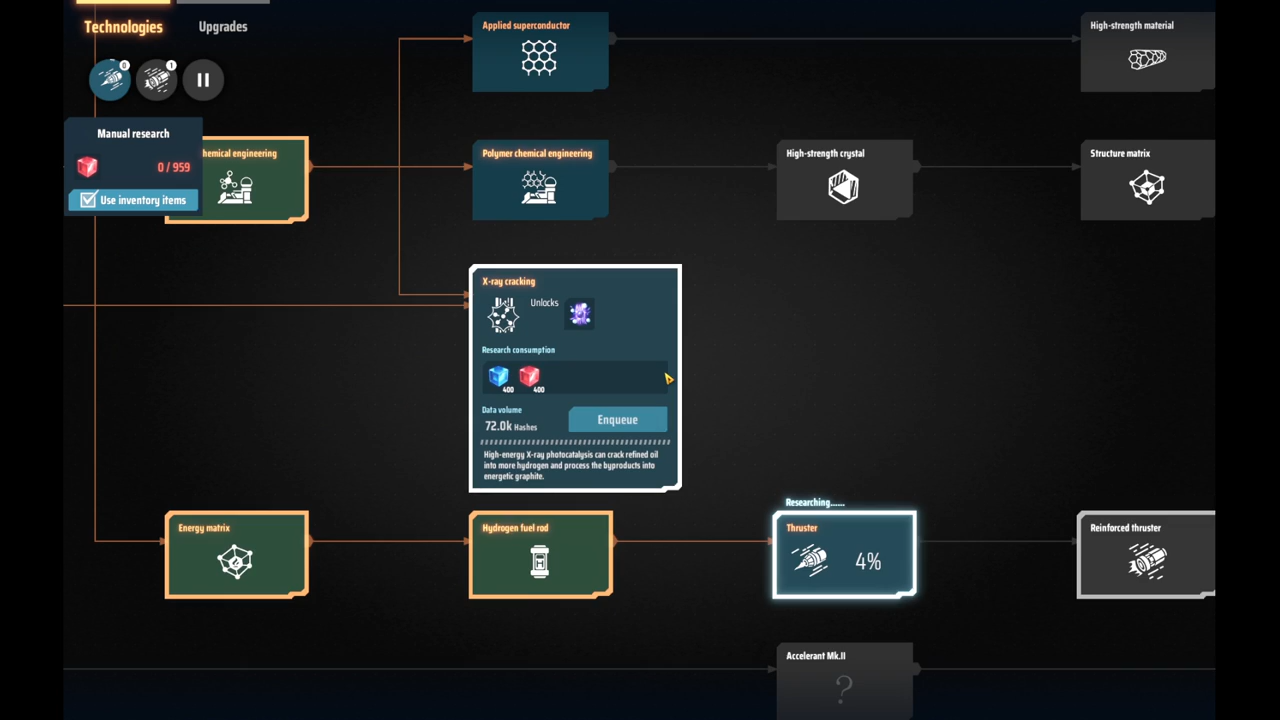 Technologies
Upgrades
0
1
Manual research
0 / 959
Use inventory items
Applied superconductor
High-strength material
hemical engineering
Polymer chemical engineering
High-strength crystal
Structure matrix
X-ray cracking
Unlocks
Research consumption
400
400
Data volume
72.0k Hashes
Enqueue
High-energy X-ray photocatalysis can crack refined oil
into more hydrogen and process the byproducts into
energetic graphite.
Energy matrix
Hydrogen fuel rod
H
Researching......
Thruster
4%
Reinforced thruster
Accelerant Mk.II
?